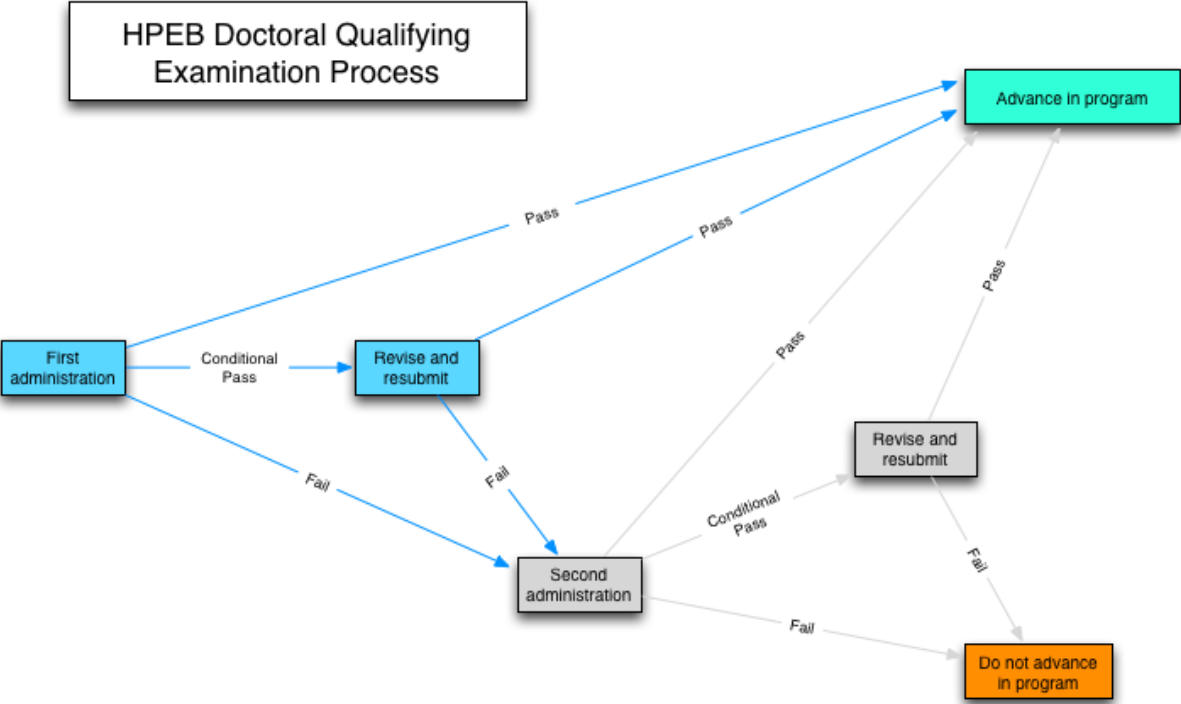 HPEB Doctoral Qualifying
Examination Process
Advance in program
Pass
Pass
Pass
Pass
First
administration
Conditional
Pass
Revise and
resubmit
Fail
Fail
Revise and
resubmit
Conditional
Pass
Second
administration
Fail
Fail
Do not advance
in program